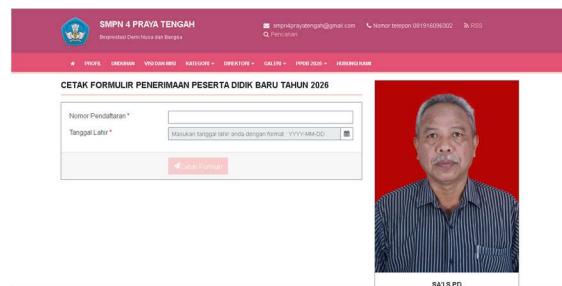 SMPN 4 PRAYA TENGAH
Berprestasi Demi Nusa dan Bangsa
smpn4prayatengah@gmail.com
Nomor telepon 081916096302
RSS
Pencarian
PROFIL UNDUHAN VISI DAN MISI KATEGORI DIREKTORI GALERI PPDB 2026 HUBUNGI KAMI
CETAK FORMULIR PENERIMAAN PESERTA DIDIK BARU TAHUN 2026
Nomor Pendaftaran *
Tanggal Lahir *
Masukan tanggal lahir anda dengan format : YYYY-MM-DD
Cetak Formulir